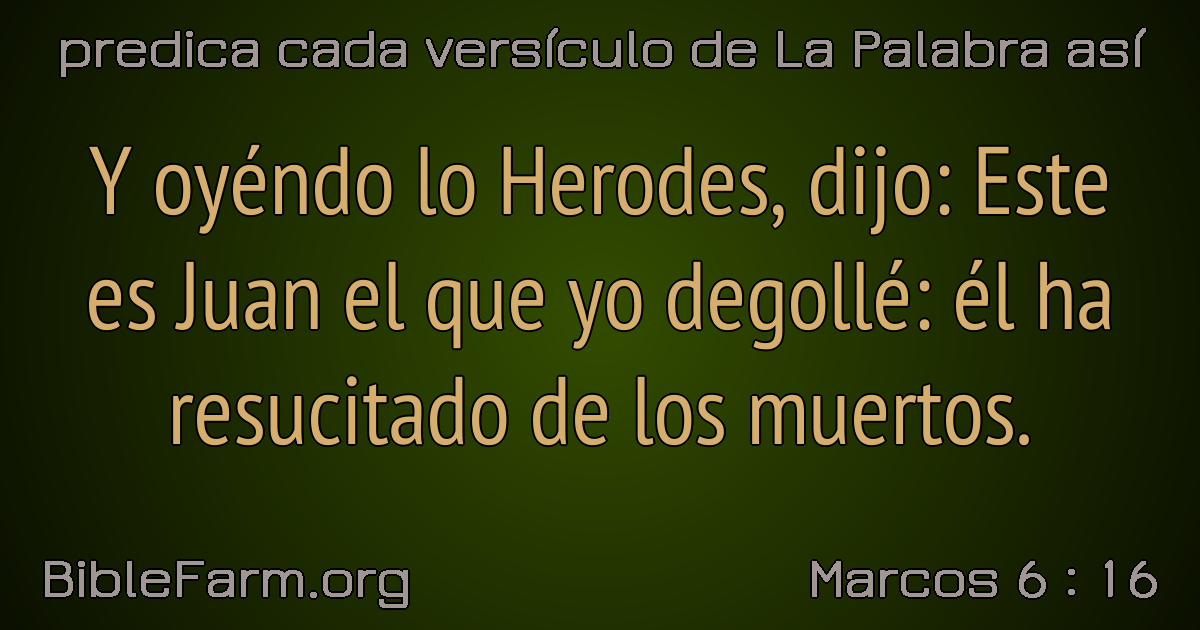 predica cada versículo de La Palabra así
Y oyéndo lo Herodes, dijo: Este
es Juan el que yo degollé: él ha
resucitado de los muertos.
BibleFarm.org
Marcos 6 : 16